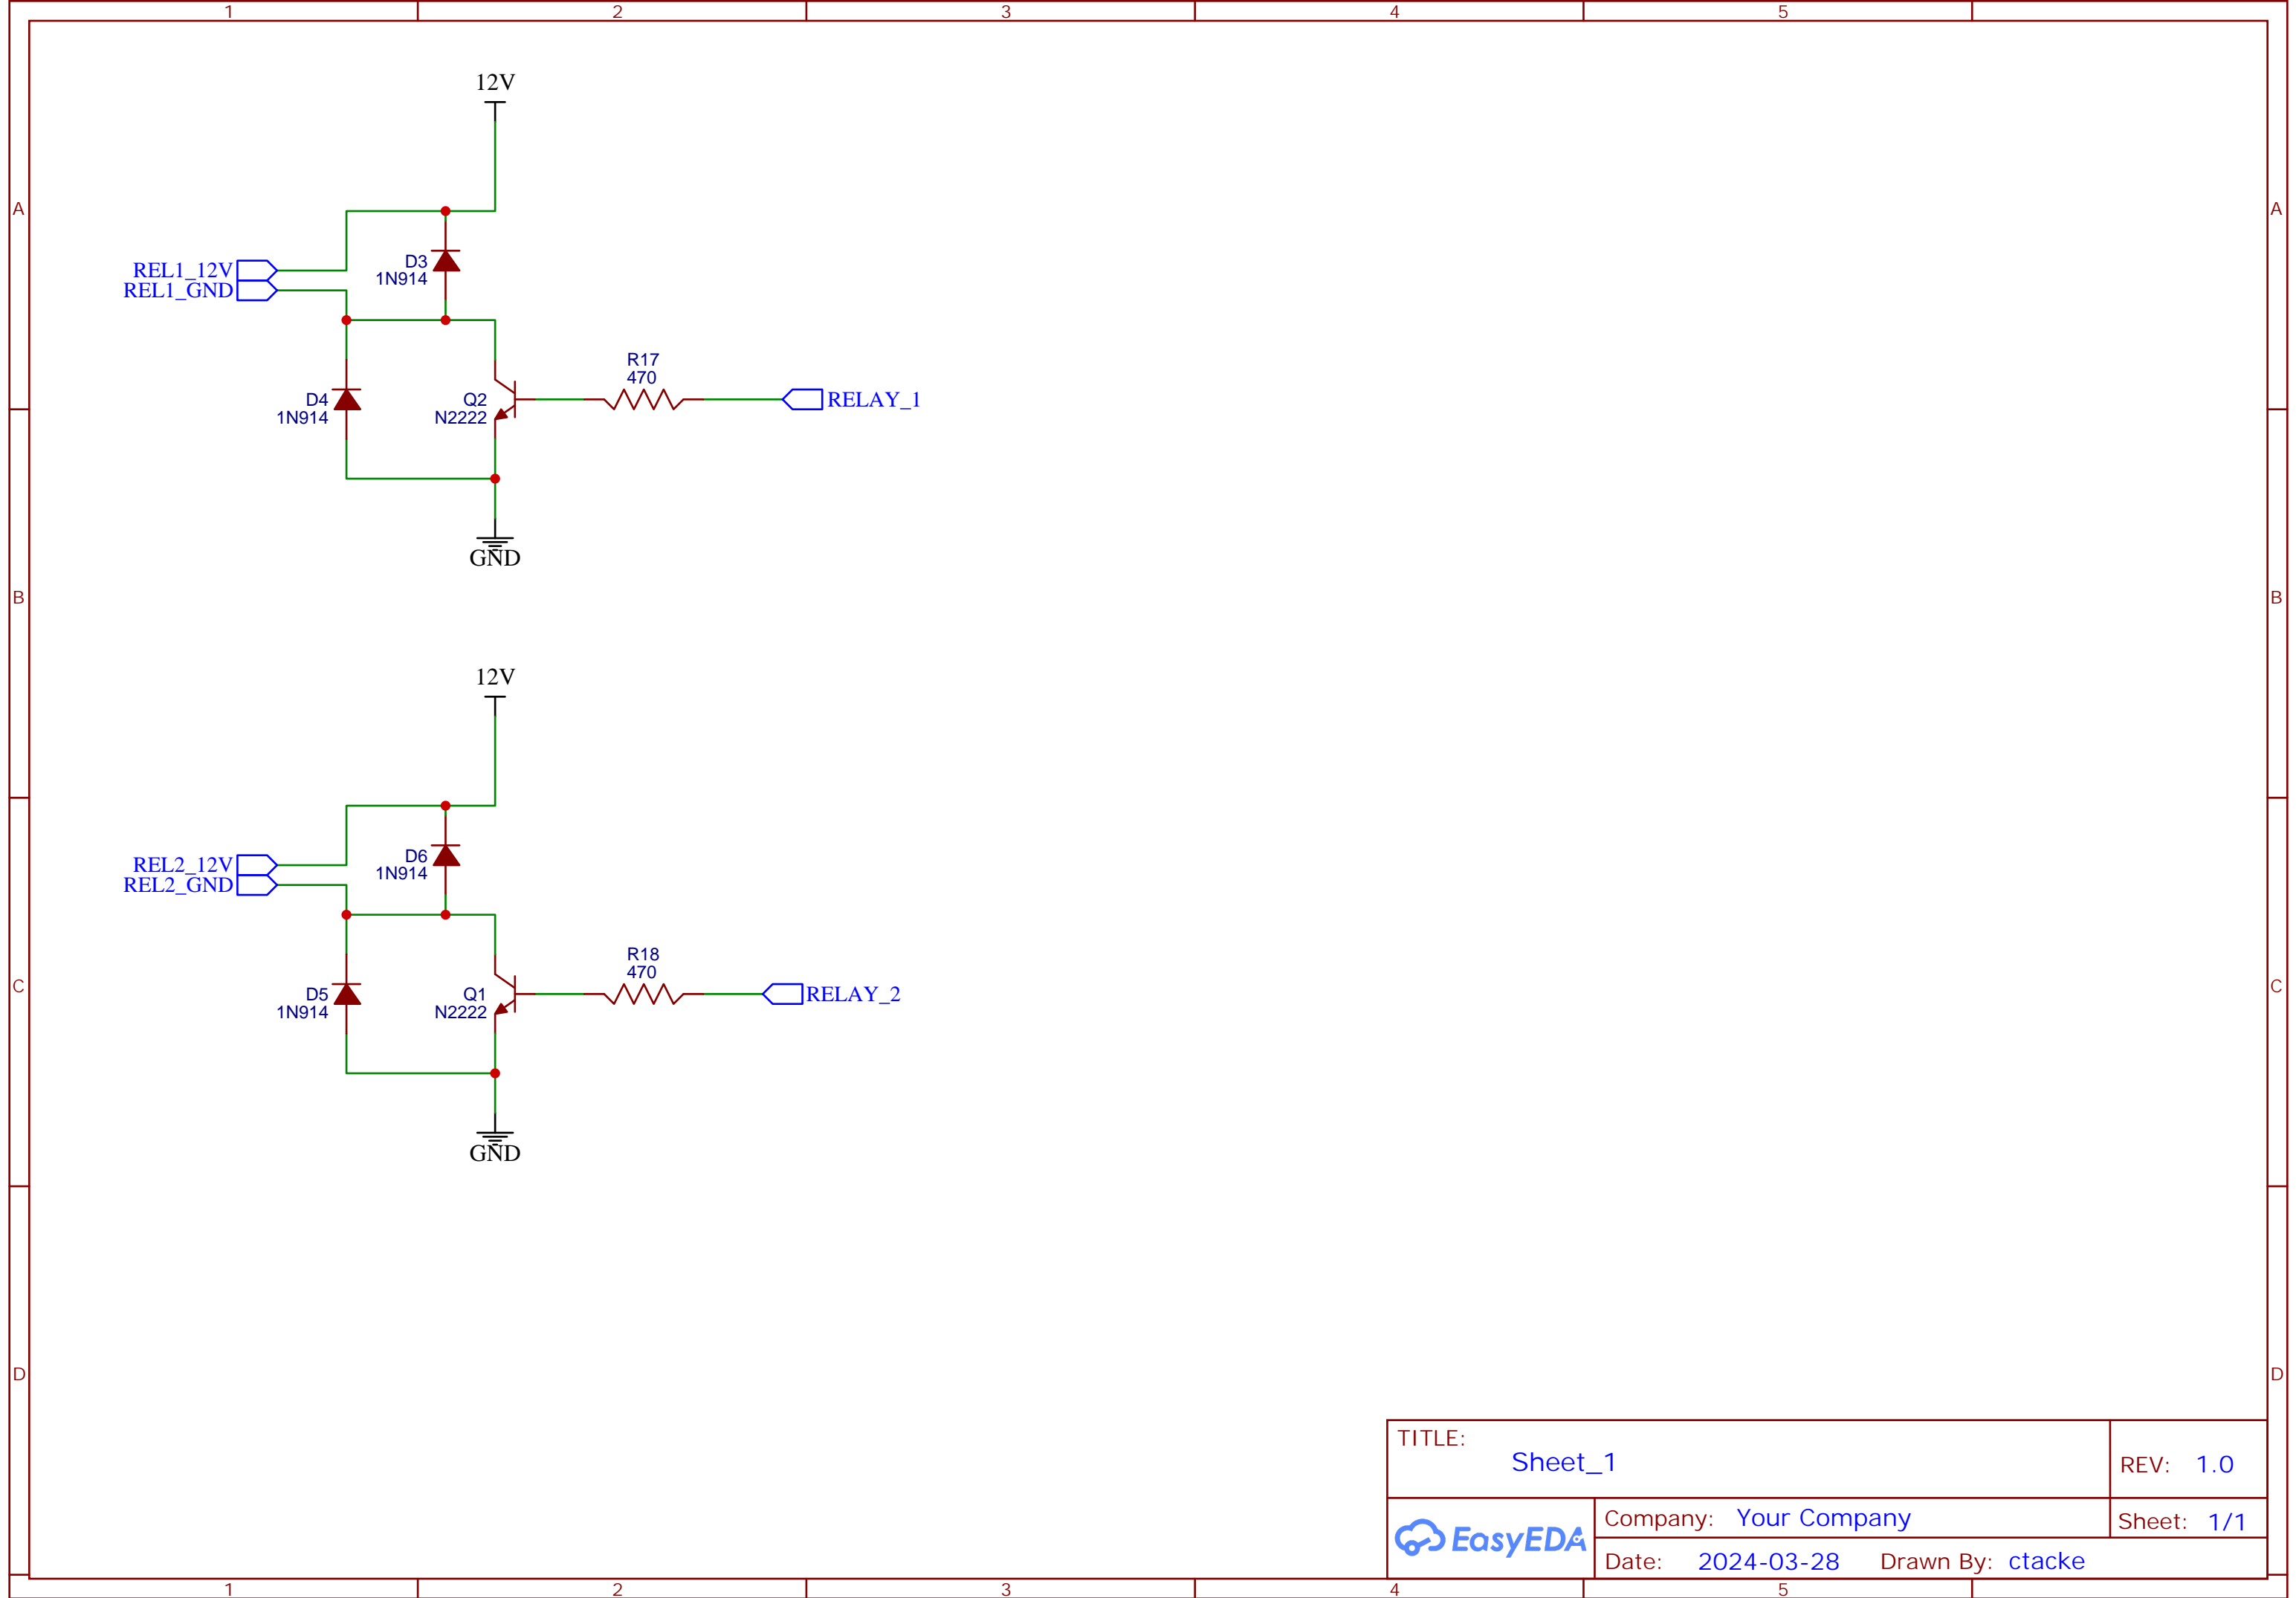 1 2 3 4 5
12V
A A
D3
1N914
REL1_12V
REL1_GND
R17
470
D4
1N914
Q2
N2222
RELAY_1
GND
B B
12V
D6
1N914
REL2_12V
REL2_GND
R18
470
C C
D5
1N914
Q1
N2222
RELAY_2
GND
D D
TITLE:
Sheet_1
REV: 1.0
EasyEDA
Company: Your Company
Sheet: 1/1
Date: 2024-03-28 Drawn By: ctacke
1 2 3 4 5